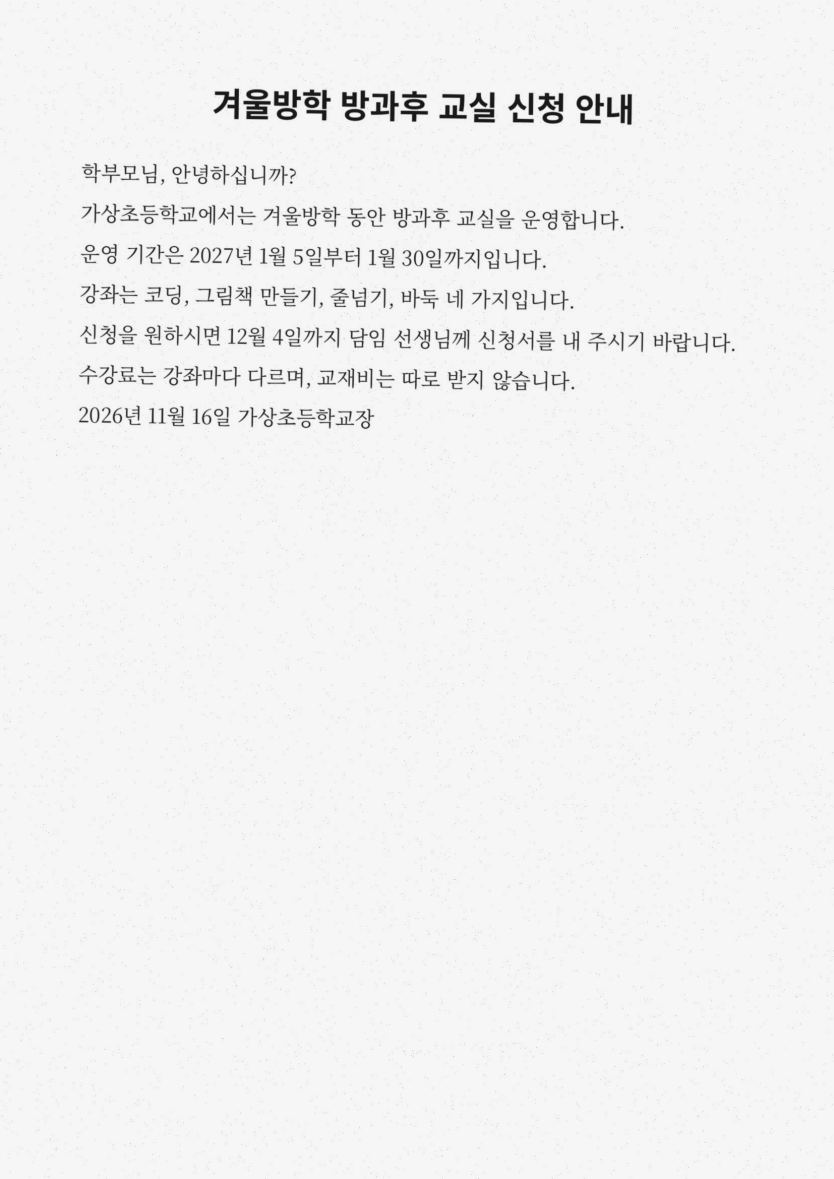 겨울방학 방과후 교실 신청 안내
학부모님, 안녕하십니까?
가상초등학교에서는 겨울방학 동안 방과후 교실을 운영합니다.
운영 기간은 2027년 1월 5일부터 1월 30일까지입니다.
강좌는 코딩, 그림책 만들기, 줄넘기, 바둑 네 가지입니다.
신청을 원하시면 12월 4일까지 담임 선생님께 신청서를 내 주시기 바랍니다.
수강료는 강좌마다 다르며, 교재비는 따로 받지 않습니다.
2026년 11월 16일 가상초등학교장